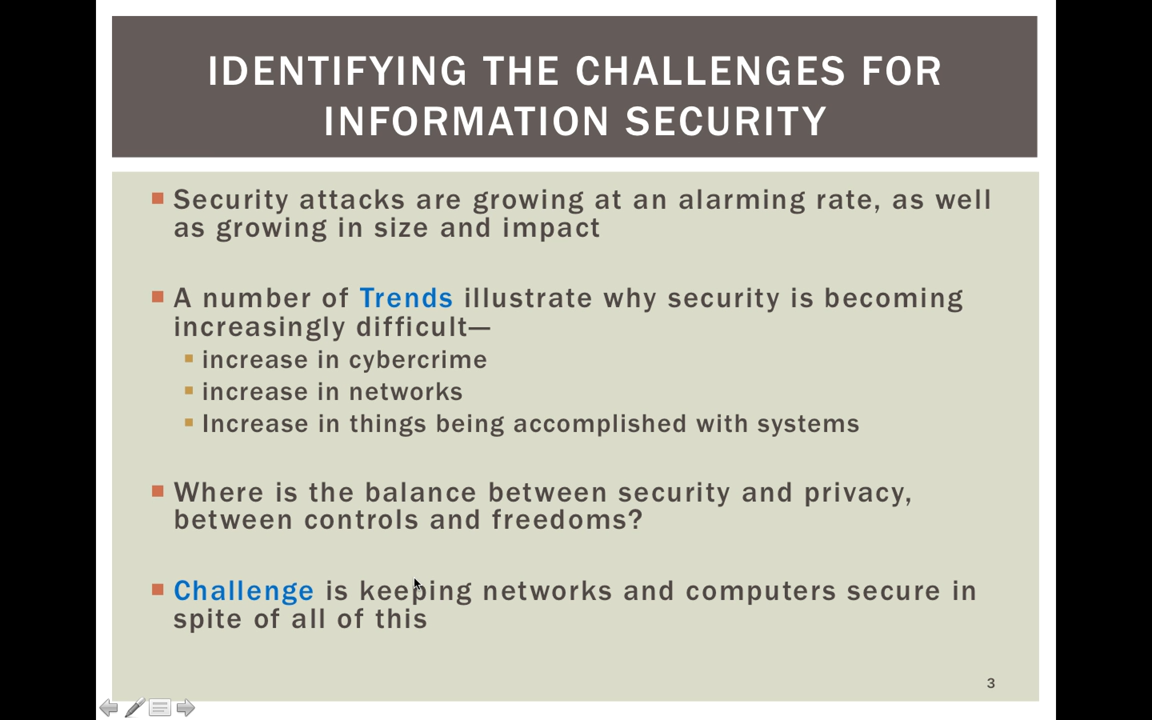 IDENTIFYING THE CHALLENGES FOR
INFORMATION SECURITY
Security attacks are growing at an alarming rate, as well
as growing in size and impact
A number of Trends illustrate why security is becoming
increasingly difficult—
increase in cybercrime
increase in networks
Increase in things being accomplished with systems
Where is the balance between security and privacy,
between controls and freedoms?
Challenge is keeping networks and computers secure in
spite of all of this
3